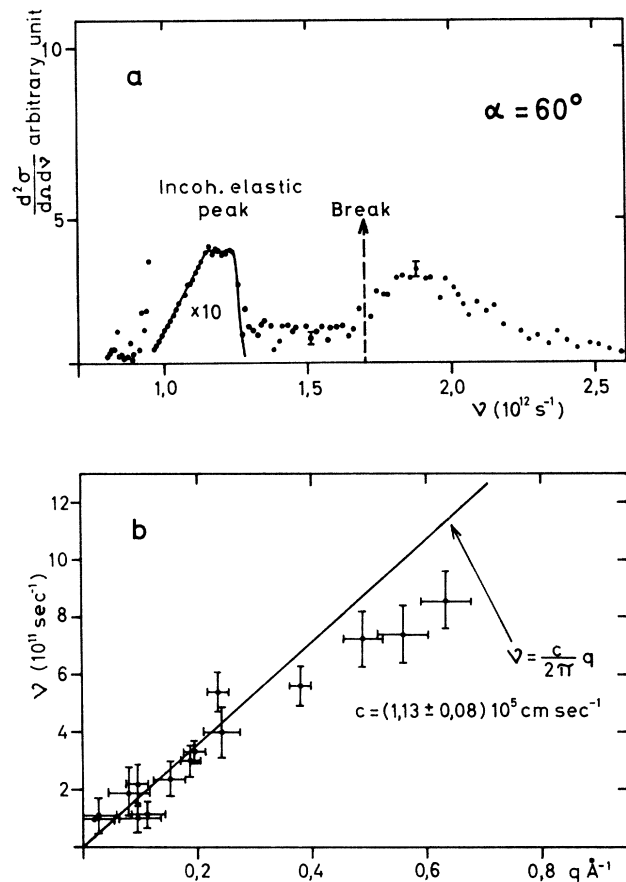 10
a
α = 60°
d²σ
dΩdν
arbitrary unit
Incoh. elastic
peak
Break
5
x10
1,0 1,5 2,0 2,5
ν (10¹² s⁻¹)
12
b
10
ν (10¹¹ sec⁻¹)
8
ν = c/2π q
6
c = (1,13 ± 0,08) 10⁵ cm sec⁻¹
4
2
0
0,2 0,4 0,6 0,8 q Å⁻¹